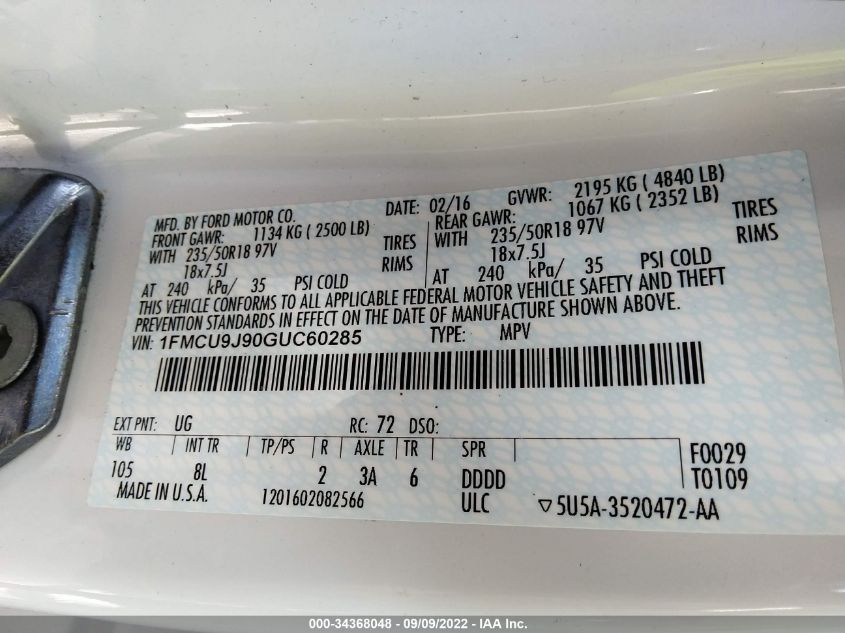 MFD. BY FORD MOTOR CO. DATE: 02/16 GVWR: 2195 KG ( 4840 LB)
FRONT GAWR: 1134 KG ( 2500 LB) REAR GAWR: 1067 KG ( 2352 LB)
WITH 235/50R18 97V TIRES WITH 235/50R18 97V TIRES
18x7.5J RIMS 18x7.5J RIMS
AT 240 kPa/ 35 PSI COLD AT 240 kPa/ 35 PSI COLD
THIS VEHICLE CONFORMS TO ALL APPLICABLE FEDERAL MOTOR VEHICLE SAFETY AND THEFT
PREVENTION STANDARDS IN EFFECT ON THE DATE OF MANUFACTURE SHOWN ABOVE.
VIN: 1FMCU9J90GUC60285 TYPE: MPV
EXT PNT: UG RC: 72 DSO:
WB INT TR TP/PS R AXLE TR SPR F0029
105 8L 2 3A 6 DDDD T0109
MADE IN U.S.A. 1201602082566 ULC ▽5U5A-3520472-AA
000-34368048 - 09/09/2022 - IAA Inc.